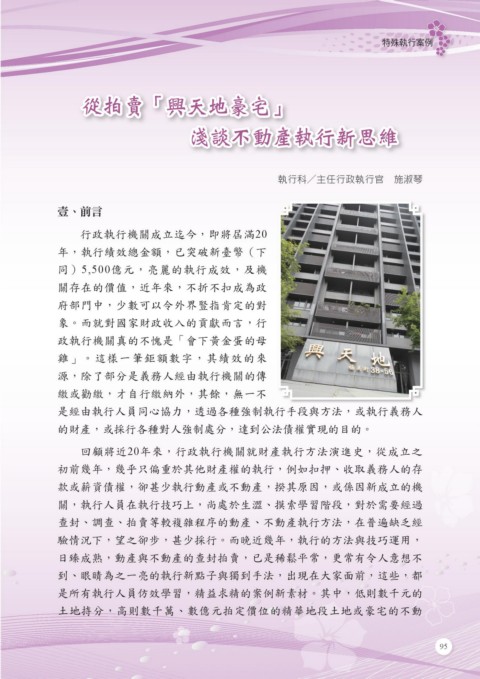 特殊執行案例
從拍賣「興天地豪宅」
淺談不動產執行新思維
執行科／主任行政執行官　施淑琴
壹、前言
行政執行機關成立迄今，即將屆滿20
年，執行績效總金額，已突破新臺幣（下
同）5,500億元，亮麗的執行成效，及機
關存在的價值，近年來，不折不扣成為政
府部門中，少數可以令外界豎指肯定的對
象。而就對國家財政收入的貢獻而言，行
政執行機關真的不愧是「會下黃金蛋的母
雞」。這樣一筆鉅額數字，其績效的來
源，除了部分是義務人經由執行機關的傳
繳或勸繳，才自行繳納外，其餘，無一不
是經由執行人員同心協力，透過各種強制執行手段與方法，或執行義務人
的財產，或採行各種對人強制處分，達到公法債權實現的目的。
興天地
38-56
回顧將近20年來，行政執行機關就財產執行方法演進史，從成立之
初前幾年，幾乎只偏重於其他財產權的執行，例如扣押、收取義務人的存
款或薪資債權，卻甚少執行動產或不動產，揆其原因，或係因新成立的機
關，執行人員在執行技巧上，尚處於生澀、摸索學習階段，對於需要經過
查封、調查、拍賣等較複雜程序的動產、不動產執行方法，在普遍缺乏經
驗情況下，望之卻步，甚少採行。而晚近幾年，執行的方法與技巧運用，
日臻成熟，動產與不動產的查封拍賣，已是稀鬆平常，更常有令人意想不
到、眼睛為之一亮的執行新點子與獨到手法，出現在大家面前，這些，都
是所有執行人員仿效學習，精益求精的案例新素材。其中，低則數千元的
土地持分，高則數千萬、數億元拍定價位的精華地段土地或豪宅的不動
95